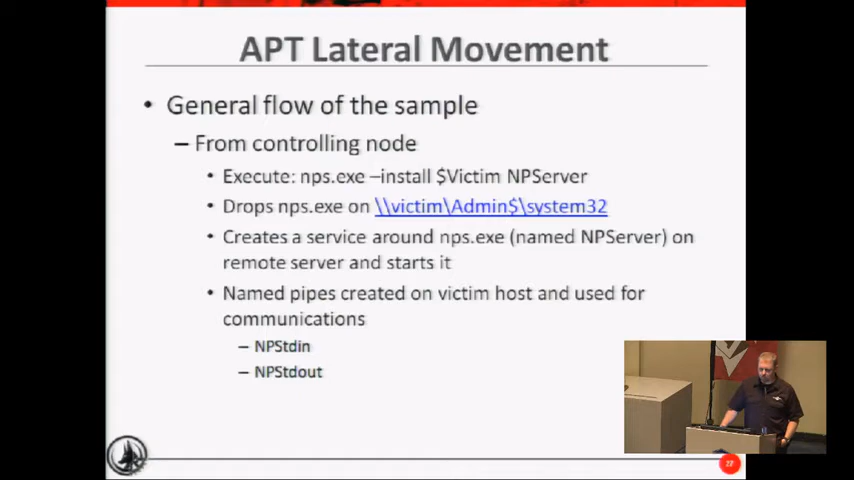 APT Lateral Movement
• General flow of the sample
– From controlling node
• Execute: nps.exe –install $Victim NPServer
• Drops nps.exe on \\victim\Admin$\system32
• Creates a service around nps.exe (named NPServer) on
remote server and starts it
• Named pipes created on victim host and used for
communications
– NPStdin
– NPStdout
27